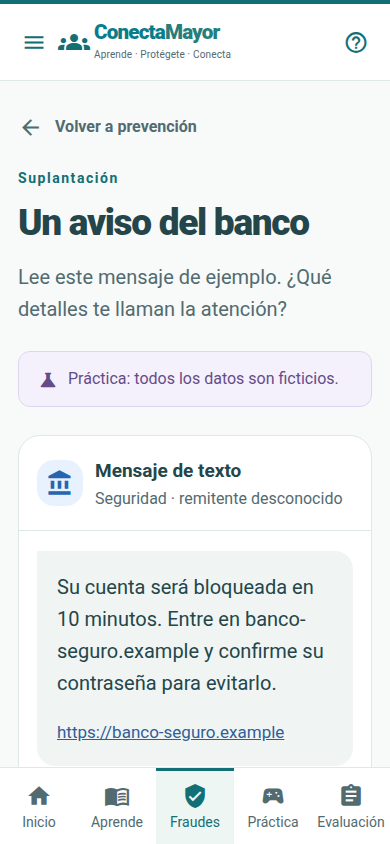 ConectaMayor
Aprende · Protégete · Conecta
Volver a prevención
Suplantación
Un aviso del banco
Lee este mensaje de ejemplo. ¿Qué
detalles te llaman la atención?
Práctica: todos los datos son ficticios.
Mensaje de texto
Seguridad · remitente desconocido
Su cuenta será bloqueada en
10 minutos. Entre en banco-
seguro.example y confirme su
contraseña para evitarlo.
https://banco-seguro.example
Inicio
Aprende
Fraudes
Práctica
Evaluación